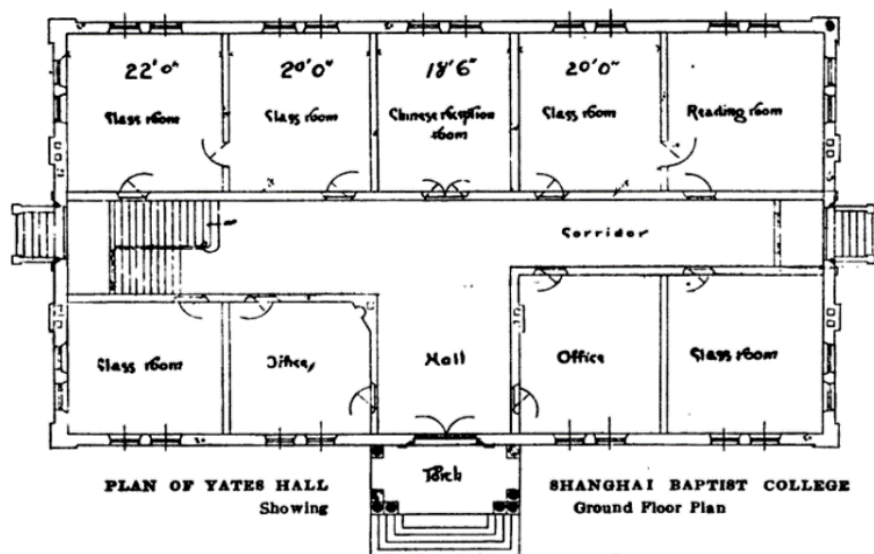 22'0"
20'0"
18'6"
20'0"
Class room
Class room
Chinese reception
room
Class room
Reading room
Corridor
Class room
Office
Hall
Office
Class room
Porch
PLAN OF YATES HALL
Showing
SHANGHAI BAPTIST COLLEGE
Ground Floor Plan